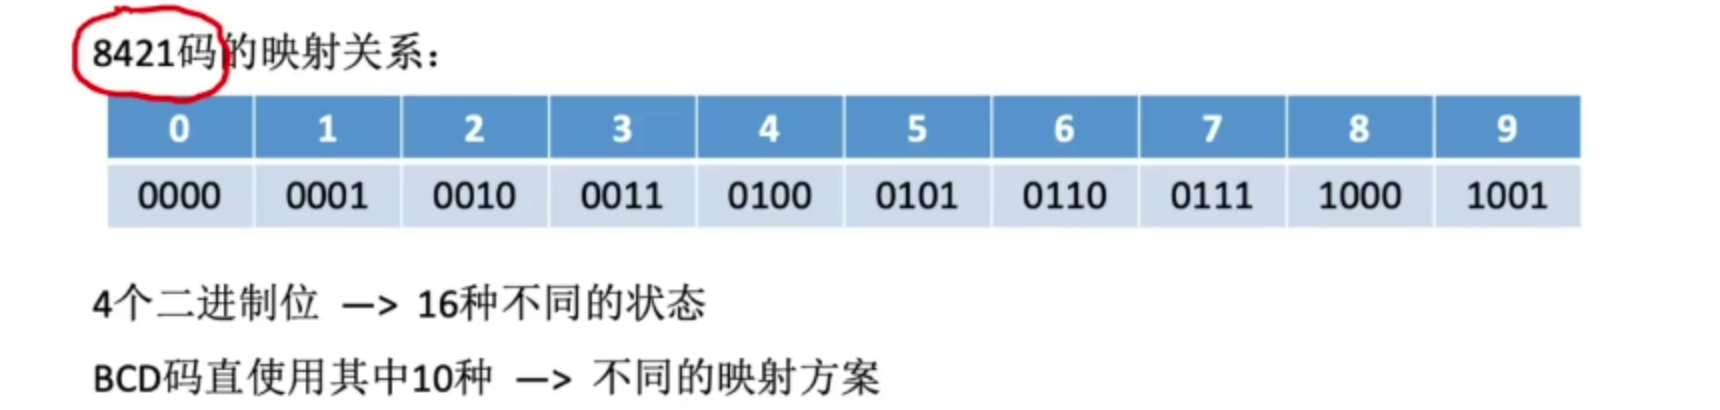 8421码的映射关系：
0 1 2 3 4 5 6 7 8 9
0000 0001 0010 0011 0100 0101 0110 0111 1000 1001
4个二进制位 —> 16种不同的状态
BCD码直使用其中10种 —> 不同的映射方案